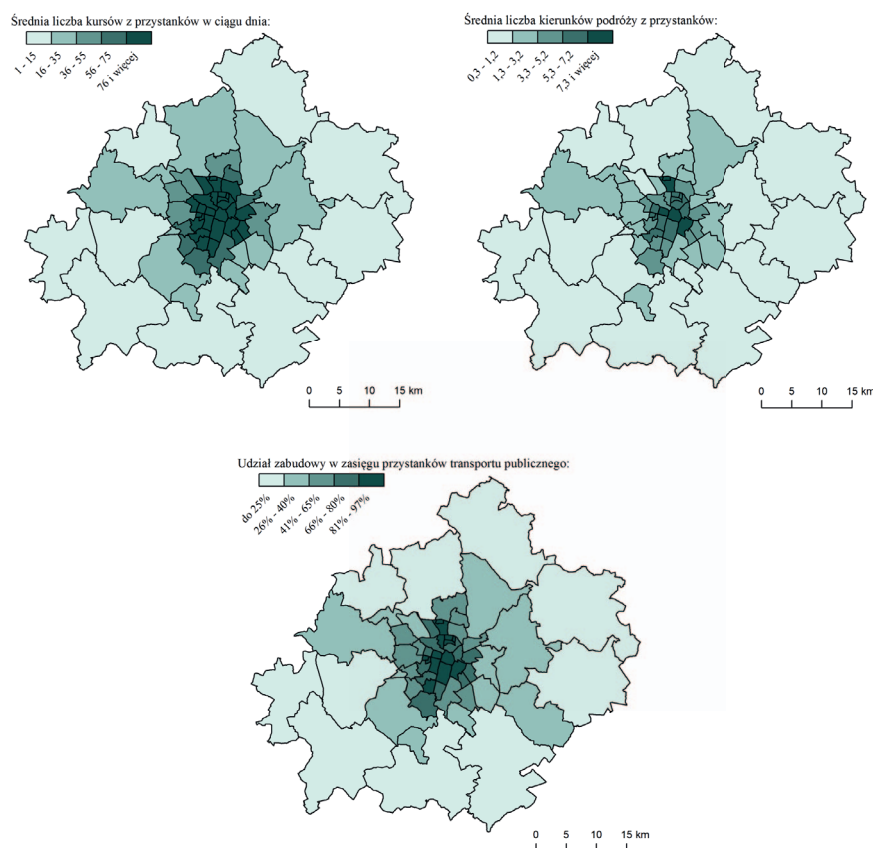 Średnia liczba kursów z przystanków w ciągu dnia:
1 - 15
16 - 35
36 - 55
56 - 75
76 i więcej
0 5 10 15 km
Średnia liczba kierunków podróży z przystanków:
0,3 - 1,2
1,3 - 3,2
3,3 - 5,2
5,3 - 7,2
7,3 i więcej
0 5 10 15 km
Udział zabudowy w zasięgu przystanków transportu publicznego:
do 25%
26% - 40%
41% - 65%
66% - 80%
81% - 97%
0 5 10 15 km